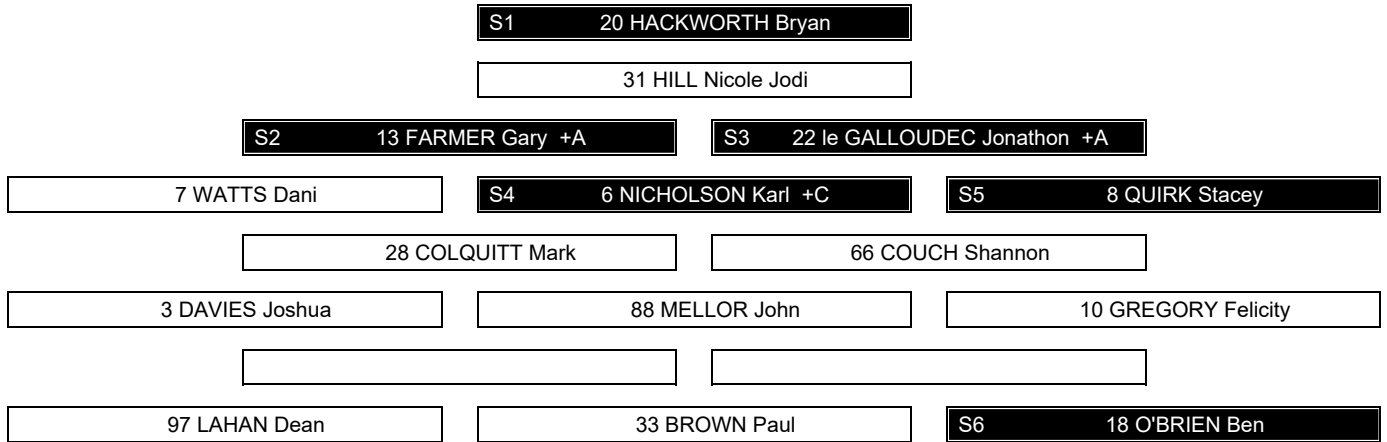 S1 20 HACKWORTH Bryan
31 HILL Nicole Jodi
S2 13 FARMER Gary +A S3 22 le GALLOUDEC Jonathon +A
7 WATTS Dani S4 6 NICHOLSON Karl +C S5 8 QUIRK Stacey
28 COLQUITT Mark 66 COUCH Shannon
3 DAVIES Joshua 88 MELLOR John 10 GREGORY Felicity
97 LAHAN Dean 33 BROWN Paul S6 18 O'BRIEN Ben